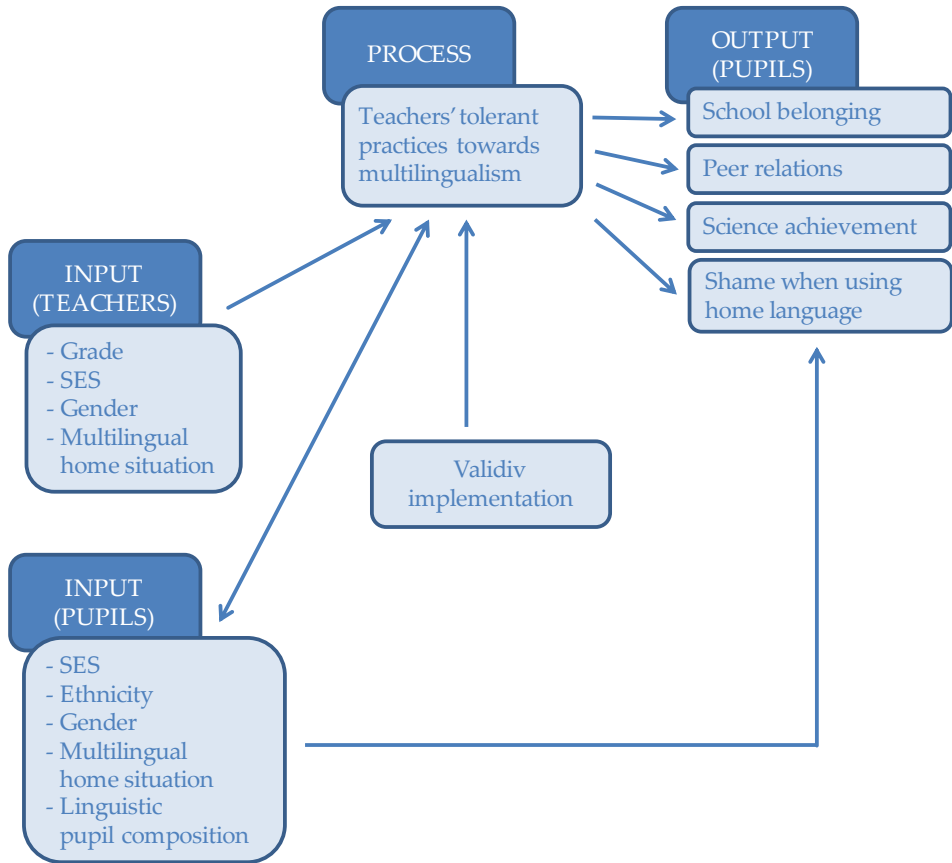 PROCESS
Teachers' tolerant
practices towards
multilingualism
OUTPUT
(PUPILS)
School belonging
Peer relations
Science achievement
Shame when using
home language
INPUT
(TEACHERS)
- Grade
- SES
- Gender
- Multilingual
home situation
Validiv
implementation
INPUT
(PUPILS)
- SES
- Ethnicity
- Gender
- Multilingual
home situation
- Linguistic
pupil composition